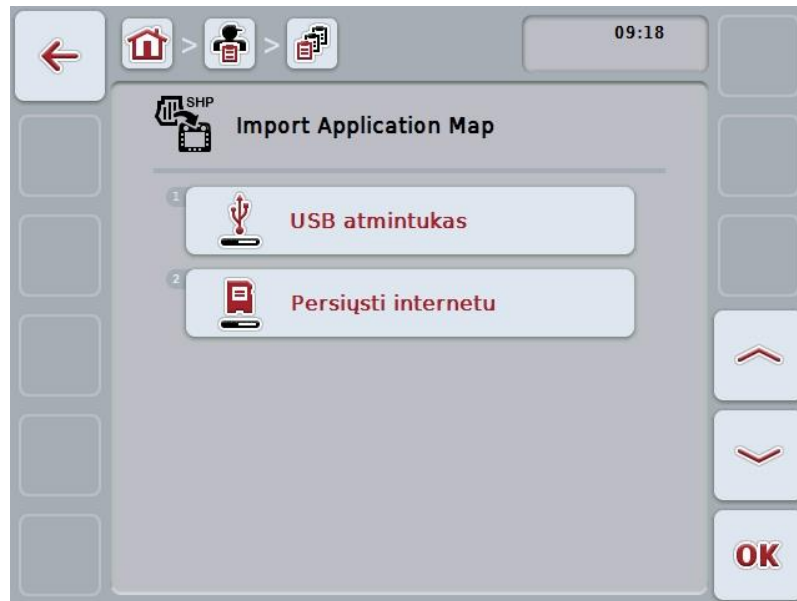 09:18
SHP
Import Application Map
1
USB atmintukas
2
Persiųsti internetu
OK